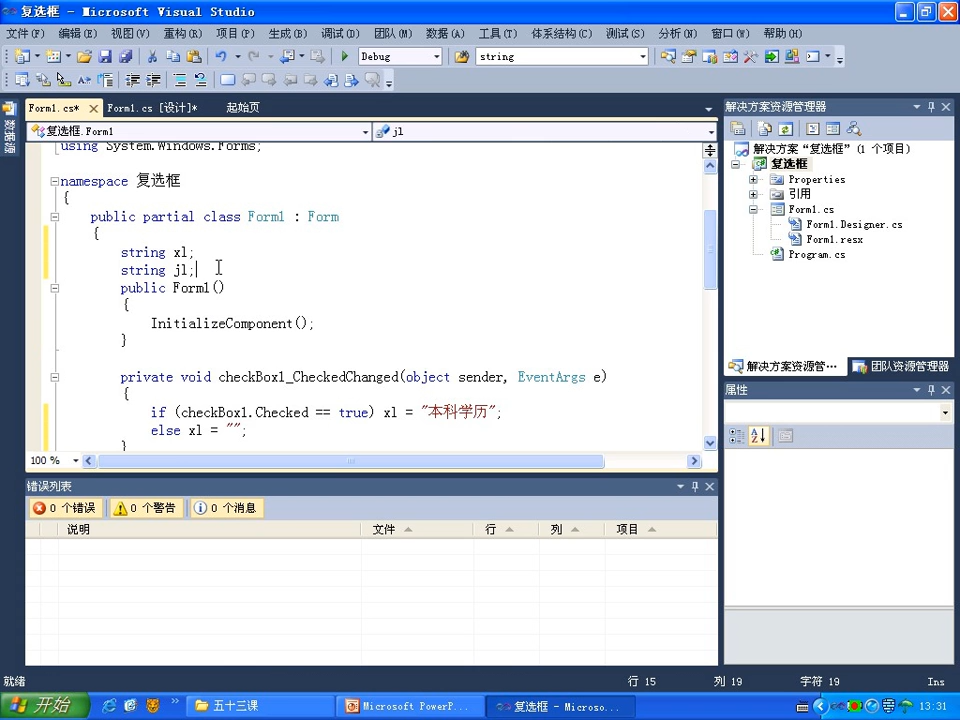 复选框 - Microsoft Visual Studio
文件(F) 编辑(E) 视图(V) 重构(R) 项目(P) 生成(B) 调试(D) 团队(M) 数据(A) 工具(T) 体系结构(C) 测试(S) 分析(N) 窗口(W) 帮助(H)
Debug string
Form1.cs* Form1.cs [设计]* 起始页
数据源
复选框.Form1 jl
using System.Windows.Forms;
namespace 复选框
{
public partial class Form1 : Form
{
string xl;
string jl;
public Form1()
{
InitializeComponent();
}
private void checkBox1_CheckedChanged(object sender, EventArgs e)
{
if (checkBox1.Checked == true) xl = "本科学历";
else xl = "";
}
100 %
解决方案资源管理器
解决方案“复选框”(1 个项目)
复选框
Properties
引用
Form1.cs
Form1.Designer.cs
Form1.resx
Program.cs
解决方案资源管··· 团队资源管理器
属性
错误列表
0 个错误 0 个警告 0 个消息
说明 文件 行 列 项目
就绪 行 15 列 19 字符 19 Ins
开始 五十三课 Microsoft PowerP... 复选框 - Microso... 13:31